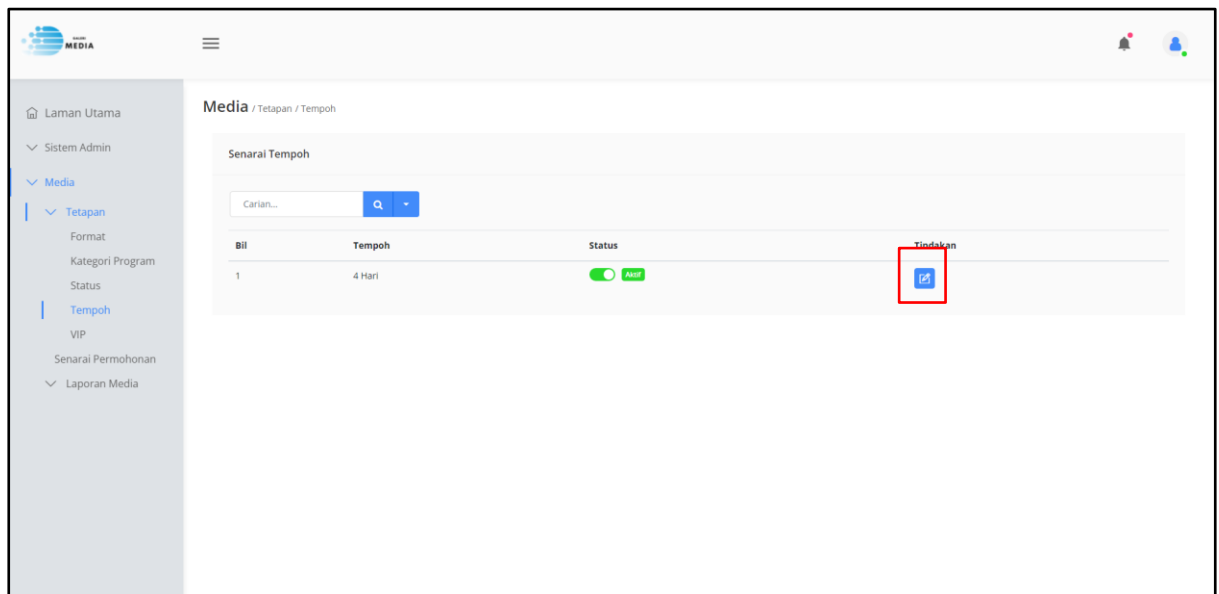 MEDIA
Laman Utama
Sistem Admin
Media
Tetapan
Format
Kategori Program
Status
Tempoh
VIP
Senarai Permohonan
Laporan Media
Media / Tetapan / Tempoh
Senarai Tempoh
Carian...
Bil Tempoh Status Tindakan
1 4 Hari Aktif